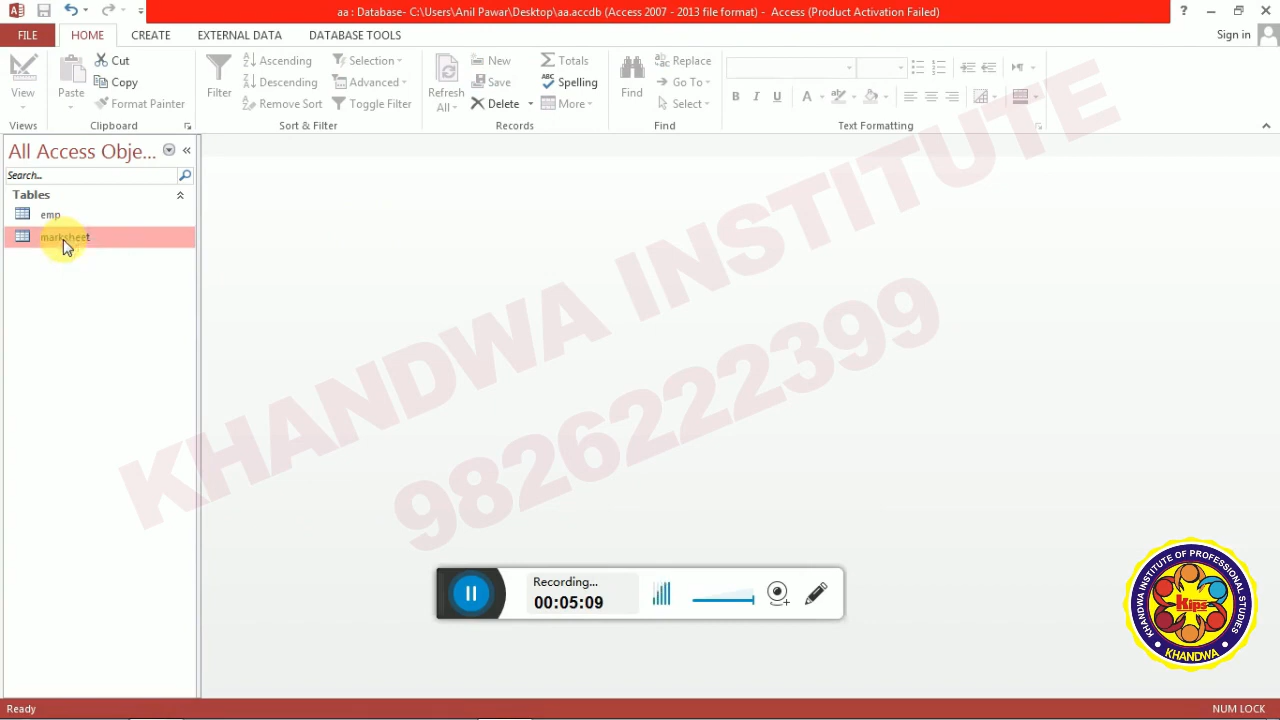 aa : Database- C:\Users\Anil Pawar\Desktop\aa.accdb (Access 2007 - 2013 file format) - Access (Product Activation Failed)
?
FILE HOME CREATE EXTERNAL DATA DATABASE TOOLS Sign in
View
Views
Paste
Cut
Copy
Format Painter
Clipboard
Filter
Ascending
Descending
Remove Sort
Selection
Advanced
Toggle Filter
Sort & Filter
Refresh
All
New
Save
Delete
Totals
Spelling
More
Records
Find
Replace
Go To
Select
Find
B I U A
Text Formatting
All Access Obje...
Search..
Tables
emp
marksheet
KHANDWA INSTITUTE
9826222399
Recording...
00:05:09
KHANDWA INSTITUTE OF PROFESSIONAL STUDIES
Kips
KHANDWA
Ready NUM LOCK